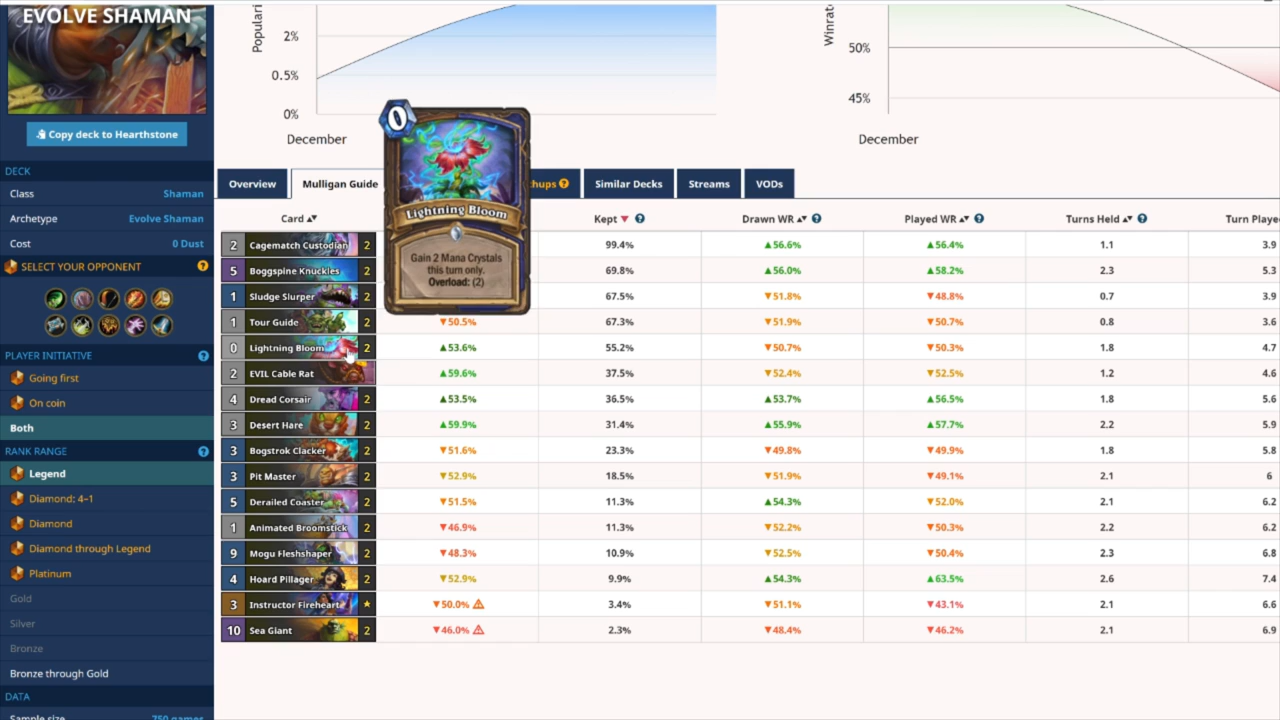 EVOLVE SHAMAN
Copy deck to Hearthstone
DECK
Class Shaman
Archetype Evolve Shaman
Cost 0 Dust
SELECT YOUR OPPONENT ?
PLAYER INITIATIVE ?
Going first
On coin
Both
RANK RANGE ?
Legend
Diamond: 4–1
Diamond
Diamond through Legend
Platinum
Gold
Silver
Bronze
Bronze through Gold
DATA
Sample size 750 games
Populari
2%
0.5%
0%
December
Winrat
50%
45%
December
0
Lightning Bloom
Gain 2 Mana Crystals
this turn only.
Overload: (2)
Overview Mulligan Guide chups ? Similar Decks Streams VODs
Card Kept ? Drawn WR ? Played WR ? Turns Held ? Turn Playe
2 Cagematch Custodian 2 99.4% 56.6% 56.4% 1.1 3.9
5 Boggspine Knuckles 2 69.8% 56.0% 58.2% 2.3 5.3
1 Sludge Slurper 2 67.5% 51.8% 48.8% 0.7 3.9
1 Tour Guide 2 50.5% 67.3% 51.9% 50.7% 0.8 3.6
0 Lightning Bloom 2 53.6% 55.2% 50.7% 50.3% 1.8 4.7
2 EVIL Cable Rat 59.6% 37.5% 52.4% 52.5% 1.2 4.6
4 Dread Corsair 2 53.5% 36.5% 53.7% 56.5% 1.8 5.6
3 Desert Hare 2 59.9% 31.4% 55.9% 57.7% 2.2 5.9
3 Bogstrok Clacker 2 51.6% 23.3% 49.8% 49.9% 1.8 5.8
3 Pit Master 2 52.9% 18.5% 51.9% 49.1% 2.1 6
5 Derailed Coaster 2 51.5% 11.3% 54.3% 52.0% 2.1 6.2
1 Animated Broomstick 2 46.9% 11.3% 52.2% 50.3% 2.2 6.2
9 Mogu Fleshshaper 2 48.3% 10.9% 52.5% 50.4% 2.3 6.8
4 Hoard Pillager 2 52.9% 9.9% 54.3% 63.5% 2.6 7.4
3 Instructor Fireheart 50.0% 3.4% 51.1% 43.1% 2.1 6.6
10 Sea Giant 2 46.0% 2.3% 48.4% 46.2% 2.1 6.9